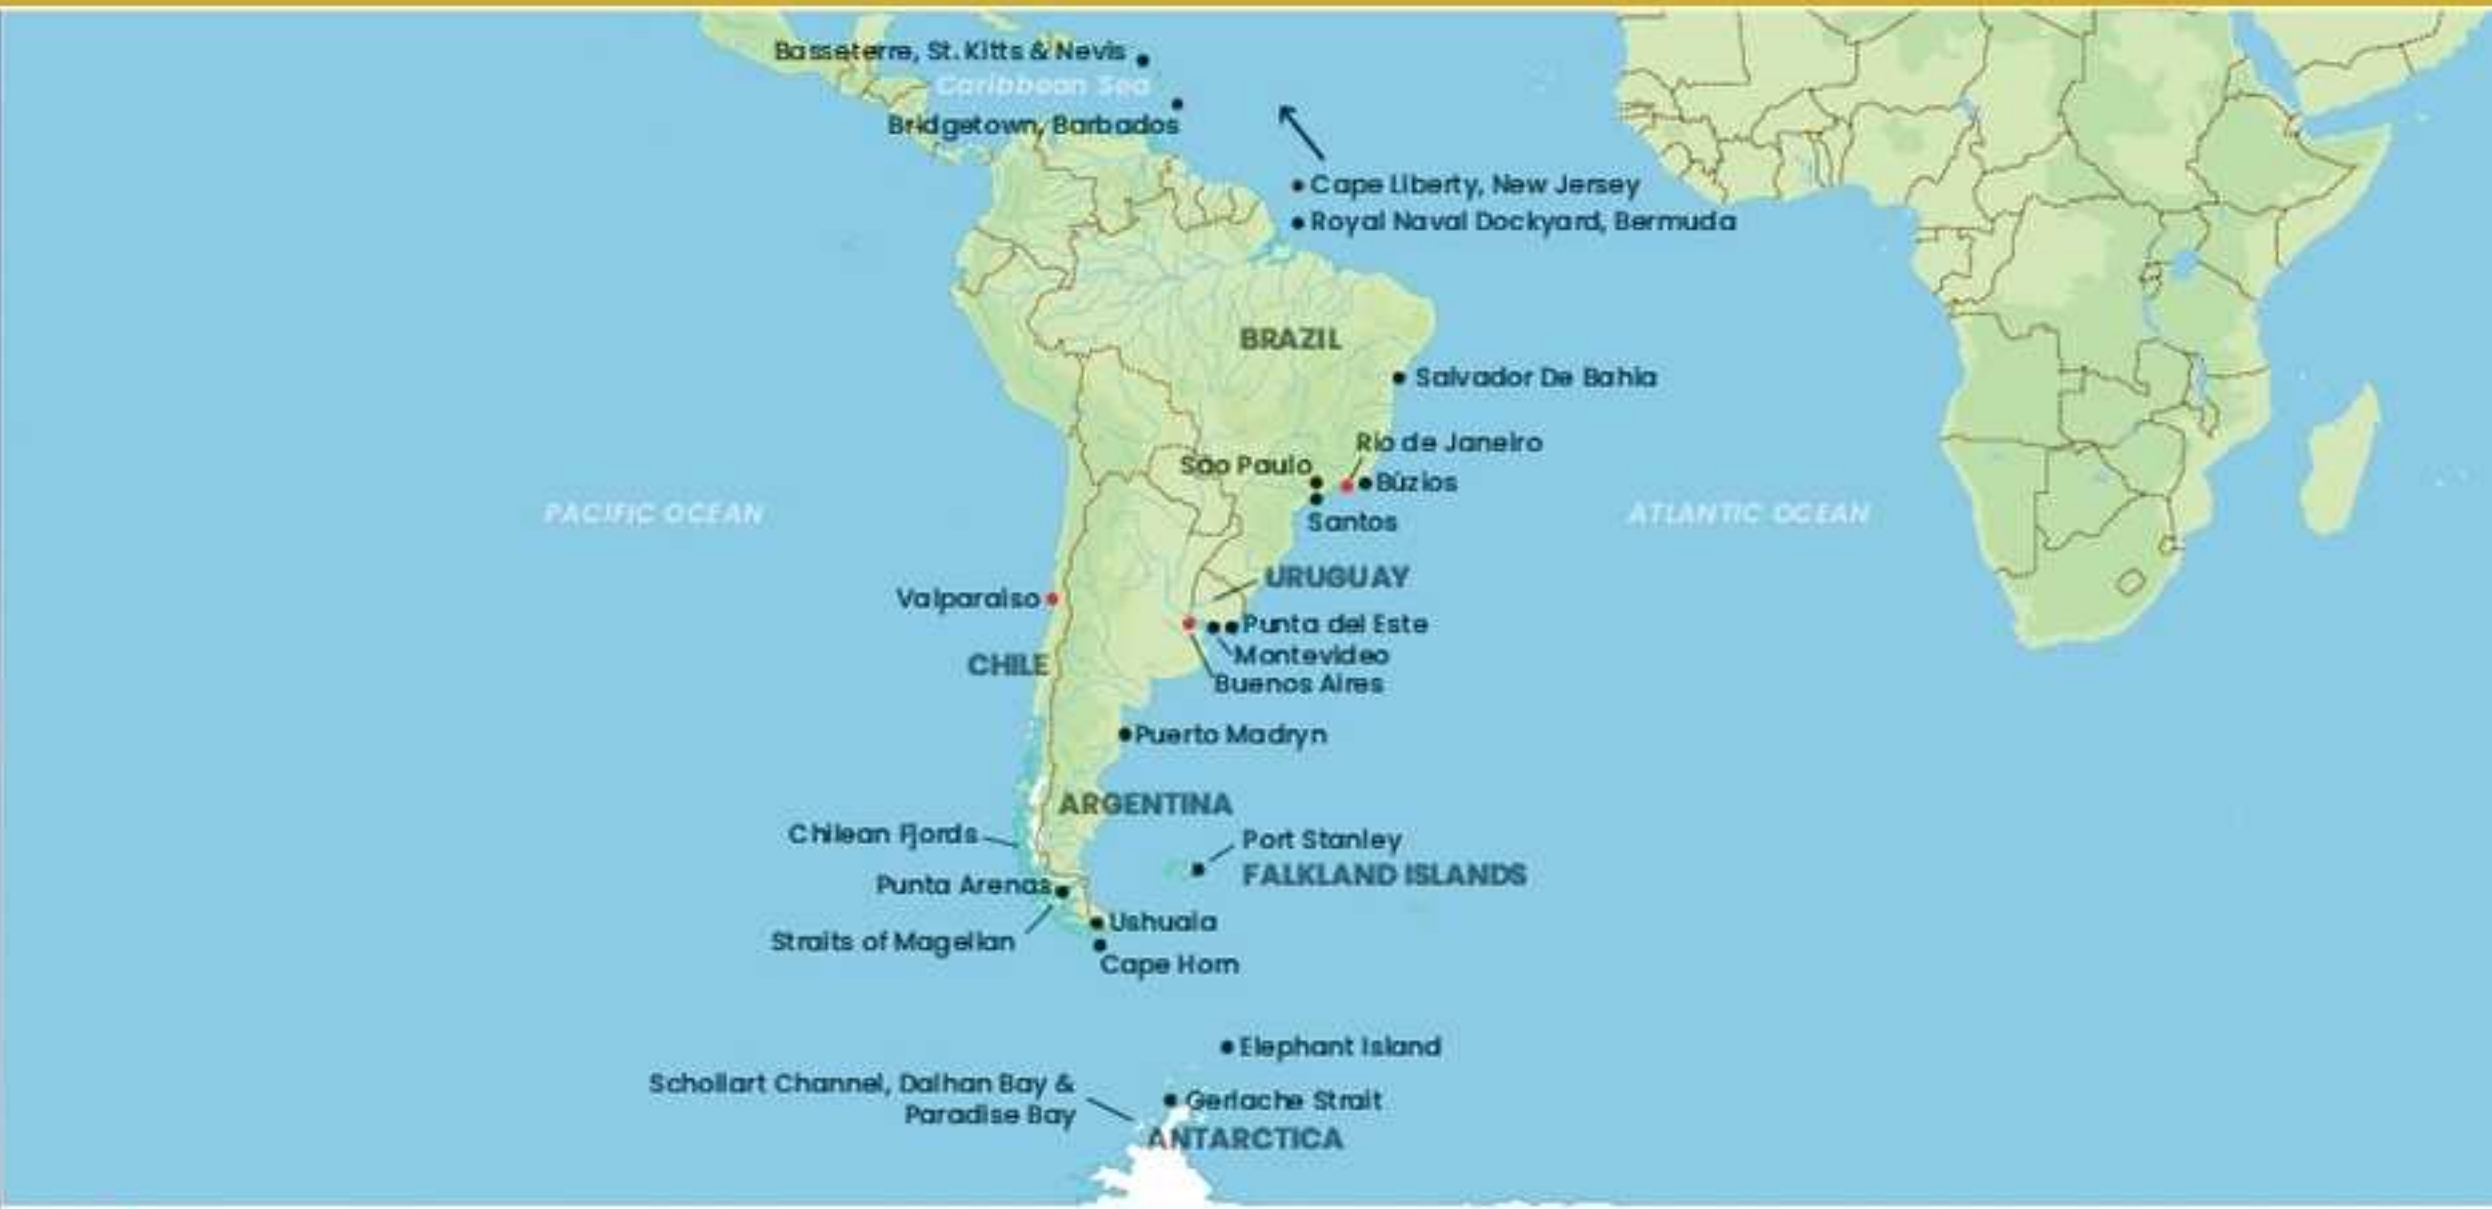 Basseterre, St. Kitts & Nevis
Caribbean Sea
Bridgetown, Barbados
Cape Liberty, New Jersey
Royal Naval Dockyard, Bermuda
BRAZIL
Salvador De Bahia
Rio de Janeiro
São Paulo
Búzios
Santos
PACIFIC OCEAN
ATLANTIC OCEAN
URUGUAY
Valparaiso
Punta del Este
Montevideo
CHILE
Buenos Aires
Puerto Madryn
ARGENTINA
Chilean Fjords
Port Stanley
FALKLAND ISLANDS
Punta Arenas
Ushuaia
Straits of Magellan
Cape Horn
Elephant Island
Schollart Channel, Dalhan Bay &
Paradise Bay
Gerlache Strait
ANTARCTICA